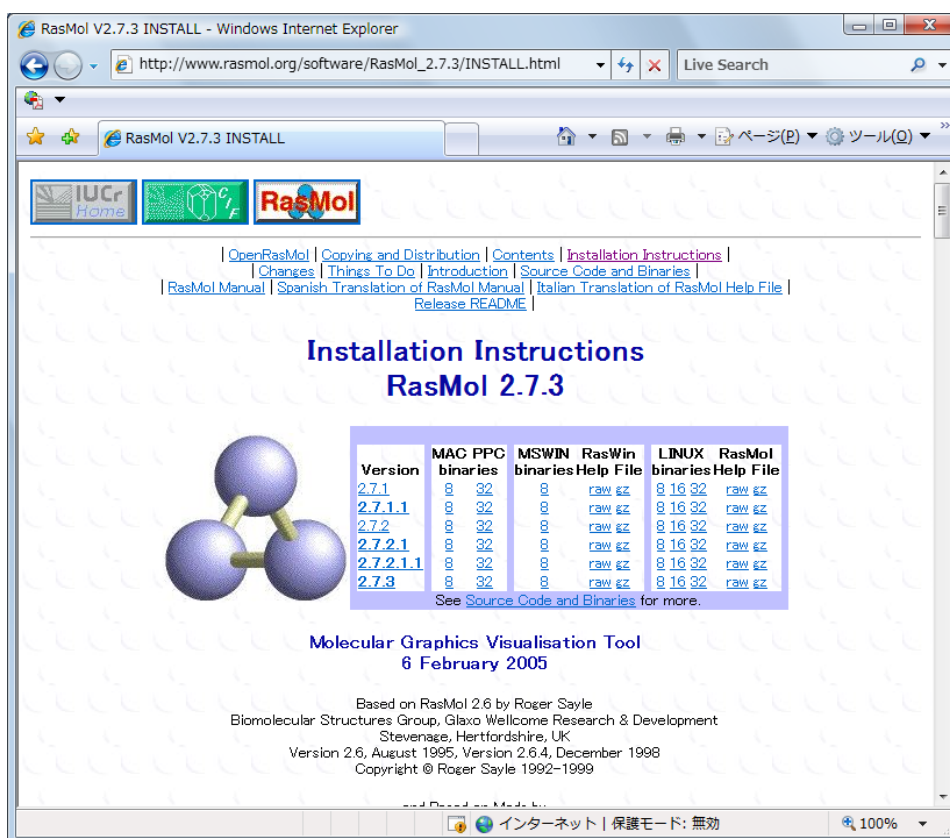 RasMol V2.7.3 INSTALL - Windows Internet Explorer
http://www.rasmol.org/software/RasMol_2.7.3/INSTALL.html
Live Search
RasMol V2.7.3 INSTALL
ページ(P) ツール(O)
IUCr Home
CIF
RasMol
| OpenRasMol | Copying and Distribution | Contents | Installation Instructions |
| Changes | Things To Do | Introduction | Source Code and Binaries |
| RasMol Manual | Spanish Translation of RasMol Manual | Italian Translation of RasMol Help File |
Release README |
Installation Instructions
RasMol 2.7.3
MAC PPC MSWIN RasWin LINUX RasMol
Version binaries binaries Help File binaries Help File
2.7.1 8 32 8 raw gz 8 16 32 raw gz
2.7.1.1 8 32 8 raw gz 8 16 32 raw gz
2.7.2 8 32 8 raw gz 8 16 32 raw gz
2.7.2.1 8 32 8 raw gz 8 16 32 raw gz
2.7.2.1.1 8 32 8 raw gz 8 16 32 raw gz
2.7.3 8 32 8 raw gz 8 16 32 raw gz
See Source Code and Binaries for more.
Molecular Graphics Visualisation Tool
6 February 2005
Based on RasMol 2.6 by Roger Sayle
Biomolecular Structures Group, Glaxo Wellcome Research & Development
Stevenage, Hertfordshire, UK
Version 2.6, August 1995, Version 2.6.4, December 1998
Copyright © Roger Sayle 1992-1999
and Based on Mods by
インターネット | 保護モード: 無効
100%